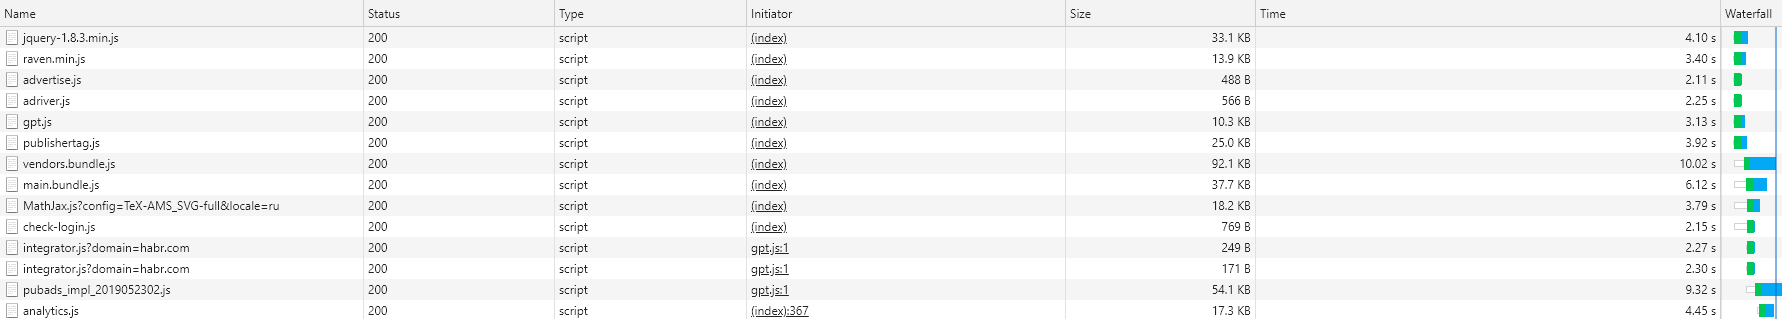 Name Status Type Initiator Size Time Waterfall
jquery-1.8.3.min.js 200 script (index) 33.1 KB 4.10 s
raven.min.js 200 script (index) 13.9 KB 3.40 s
advertise.js 200 script (index) 488 B 2.11 s
adriver.js 200 script (index) 566 B 2.25 s
gpt.js 200 script (index) 10.3 KB 3.13 s
publishertag.js 200 script (index) 25.0 KB 3.92 s
vendors.bundle.js 200 script (index) 92.1 KB 10.02 s
main.bundle.js 200 script (index) 37.7 KB 6.12 s
MathJax.js?config=TeX-AMS_SVG-full&locale=ru 200 script (index) 18.2 KB 3.79 s
check-login.js 200 script (index) 769 B 2.15 s
integrator.js?domain=habr.com 200 script gpt.js:1 249 B 2.27 s
integrator.js?domain=habr.com 200 script gpt.js:1 171 B 2.30 s
pubads_impl_2019052302.js 200 script gpt.js:1 54.1 KB 9.32 s
analytics.js 200 script (index):367 17.3 KB 4.45 s